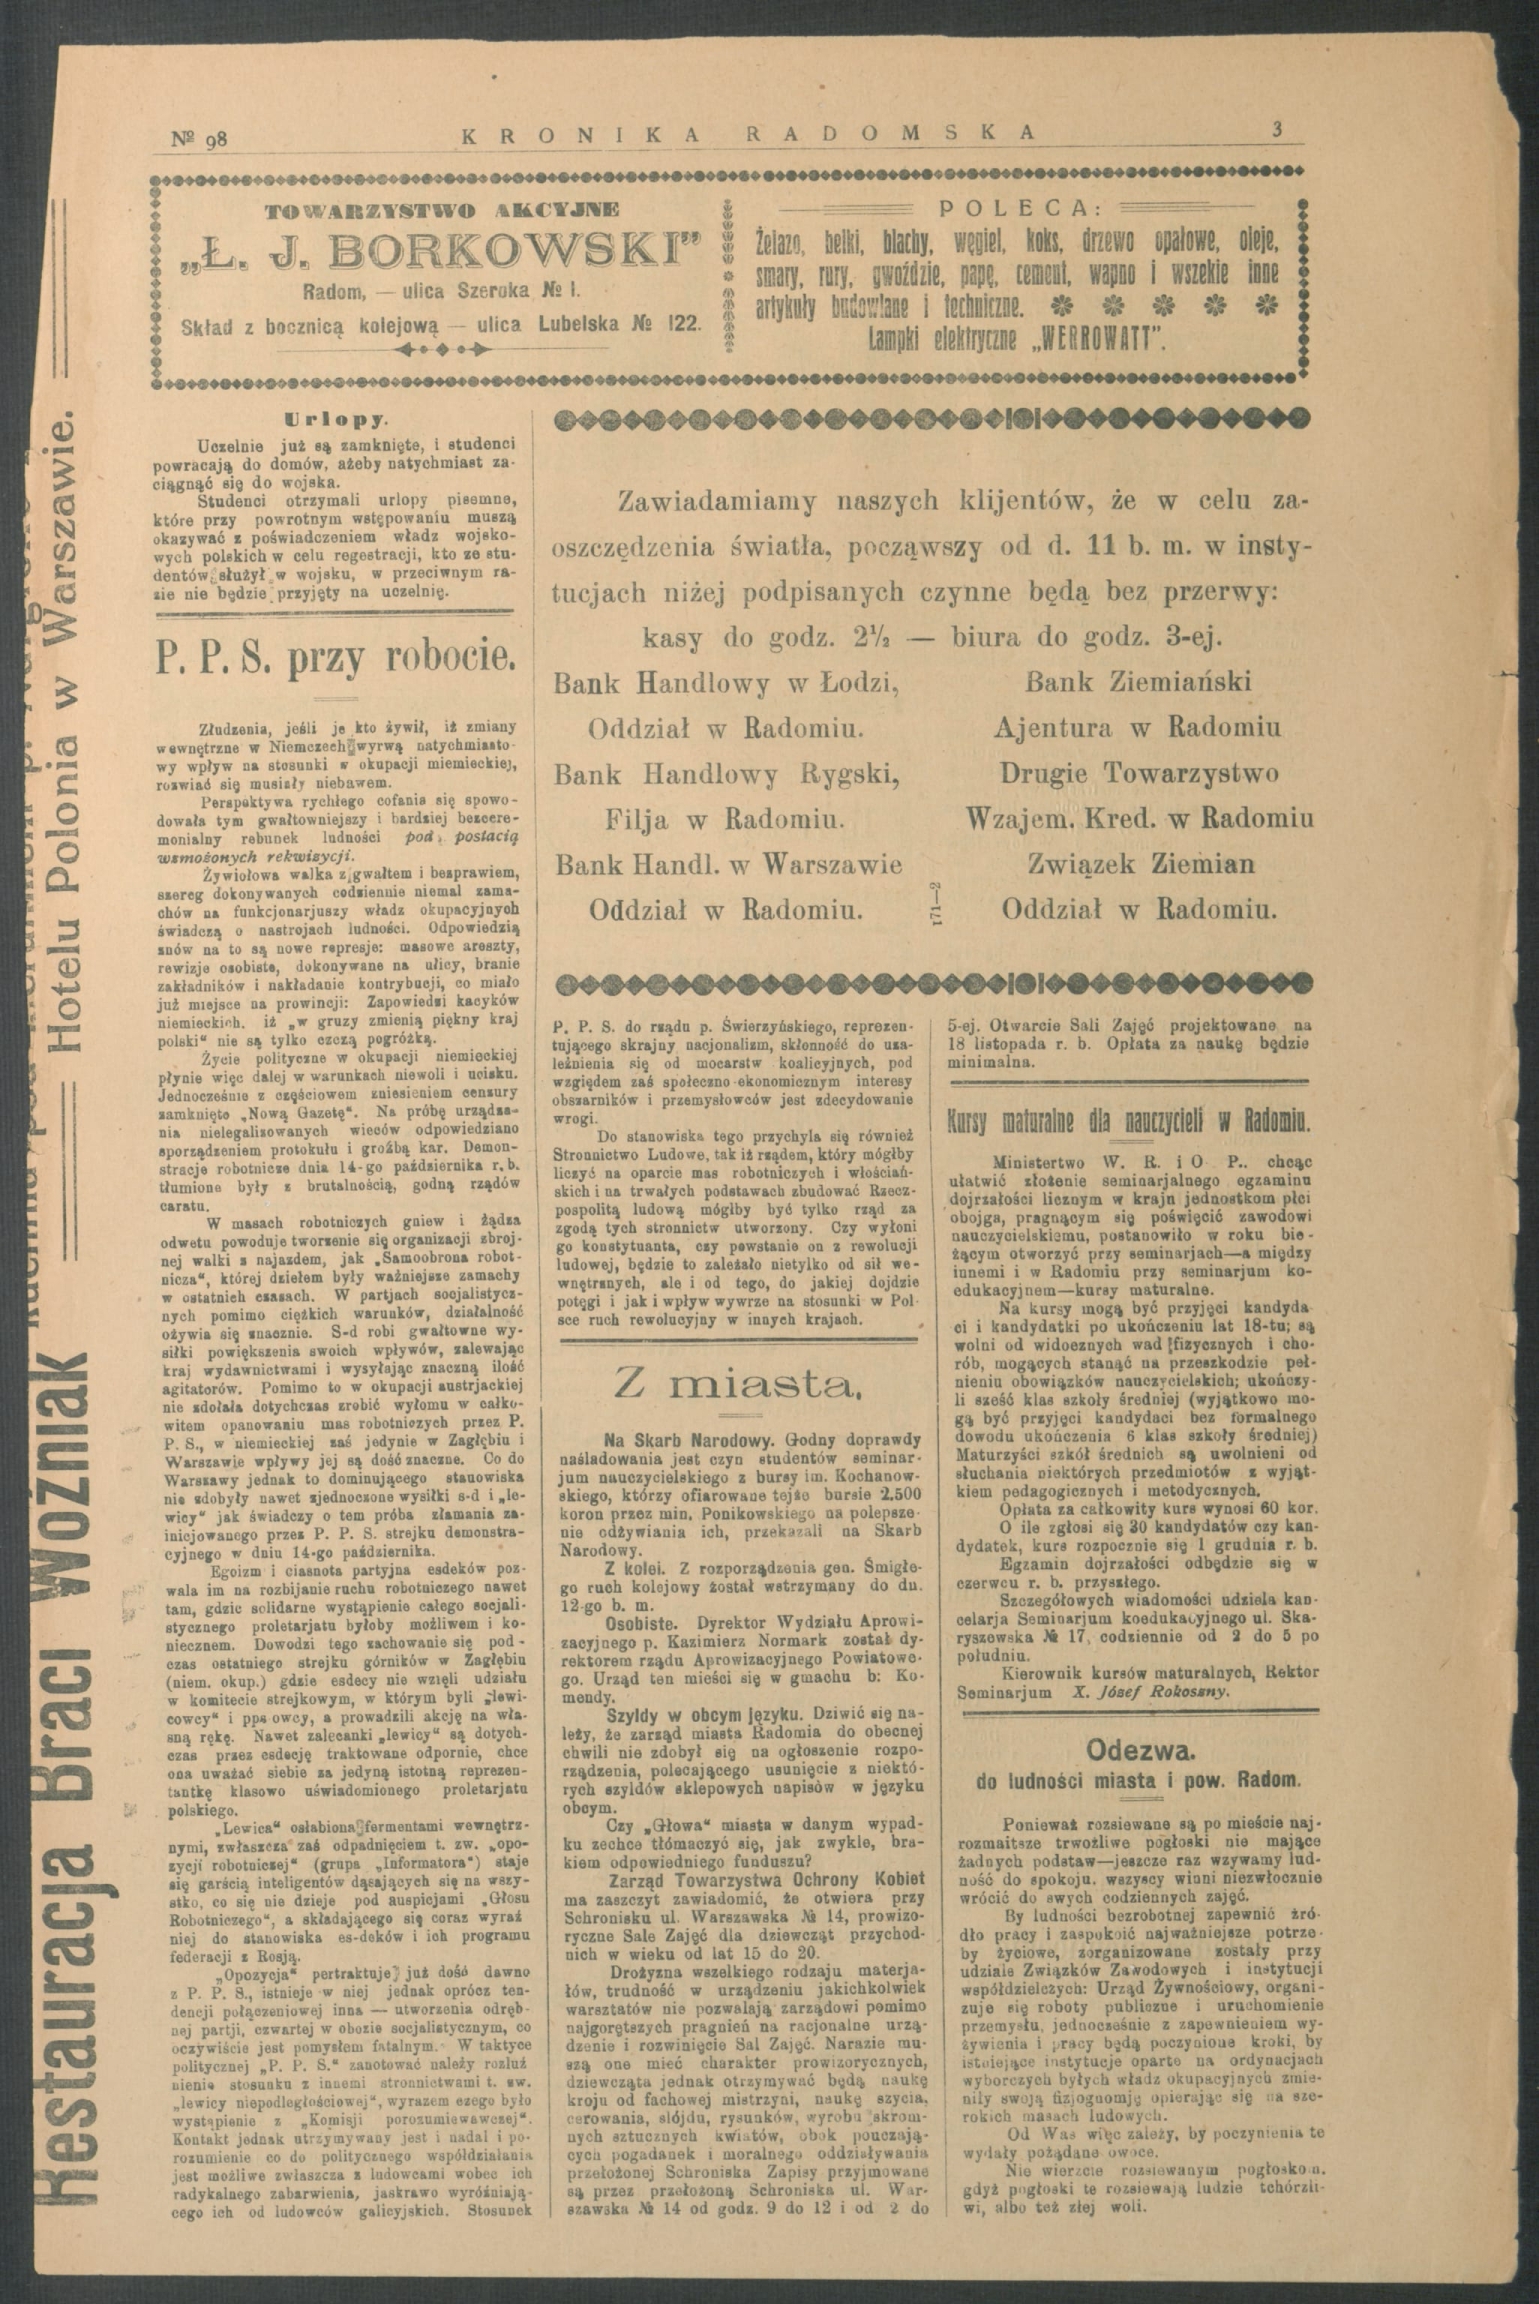 № 98
KRONIKA RADOMSKA
3
TOWARZYSTWO AKCYJNE
„Ł. J. BORKOWSKI”
Radom, — ulica Szeroka № I.
Skład z bocznicą kolejową — ulica Lubelska № 122.
POLECA:
Żelazo, belki, blachy, węgiel, koks, drzewo opałowe, oleje,
smary, rury, gwoździe, papę, cement, wapno i wszekie inne
artykuły budowlane i techniczne.
Lampki elektryczne „WERROWATT”.
Restauracja Braci Woźniak
Hotelu Polonia w Warszawie.
Urlopy.
Uczelnie już są zamknięte, i studenci
powracają do domów, ażeby natychmiast za-
ciągnąć się do wojska.
Studenci otrzymali urlopy pisemne,
które przy powrotnym wstępowaniu muszą
okazywać z poświadczeniem władz wojsko-
wych polskich w celu regestracji, kto ze stu-
dentów służył w wojsku, w przeciwnym ra-
zie nie będzie przyjęty na uczelnię.
P. P. S. przy robocie.
Złudzenia, jeśli je kto żywił, iż zmiany
wewnętrzne w Niemczech wyrwą natychmiasto-
wy wpływ na stosunki w okupacji miemieckiej,
rozwiać się musiały niebawem.
Perspektywa rychłego cofania się spowo-
dowała tym gwałtowniejszy i bardziej bezcere-
monialny rebunek ludności pod postacią
wzmożonych rekwizycji.
Żywiołowa walka z gwałtem i bezprawiem,
szereg dokonywanych codziennie niemal zama-
chów na funkcjonarjuszy władz okupacyjnych
świadczą o nastrojach ludności. Odpowiedzią
znów na to są nowe represje: masowe areszty,
rewizje osobiste, dokonywane na ulicy, branie
zakładników i nakładanie kontrybucji, co miało
już miejsce na prowincji: Zapowiedzi kacyków
niemieckich. iż „w gruzy zmienią piękny kraj
polski“ nie są tylko czczą pogróżką.
Życie polityczne w okupacji niemieckiej
płynie więc dalej w warunkach niewoli i ucisku.
Jednocześnie z częściowem zniesieniem cenzury
zamknięto „Nową Gazetę“. Na próbę urządza-
nia nielegalizowanych wieców odpowiedziano
sporządzeniem protokułu i groźbą kar. Demon-
stracje robotnicze dnia 14-go października r. b.
tłumione były z brutalnością, godną rządów
caratu.
W masach robotniczych gniew i żądza
odwetu powoduje tworzenie się organizacji zbroj-
nej walki z najazdem, jak „Samoobrona robot-
nicza“, której dziełem były ważniejsze zamachy
w ostatnich czasach. W partjach socjalistycz-
nych pomimo ciężkich warunków, działalność
ożywia się znacznie. S-d robi gwałtowne wy-
siłki powiększenia swoich wpływów, zalewając
kraj wydawnictwami i wysyłając znaczną ilość
agitatorów. Pomimo to w okupacji austrjackiej
nie zdołała dotychczas zrobić wyłomu w całko-
witem opanowaniu mas robotniczych przez P.
P. S., w niemieckiej zaś jedynie w Zagłębiu i
Warszawie wpływy jej są dość znaczne. Co do
Warszawy jednak to dominującego stanowiska
nie zdobyły nawet zjednoczone wysiłki s-d i „le-
wicy“ jak świadczy o tem próba złamania za-
inicjowanego przez P. P. S. strejku demonstra-
cyjnego w dniu 14-go października.
Egoizm i ciasnota partyjna esdeków poz-
wala im na rozbijanie ruchu robotniczego nawet
tam, gdzie solidarne wystąpienie całego socjali-
stycznego proletarjatu byłoby możliwem i ko-
niecznem. Dowodzi tego zachowanie się pod-
czas ostatniego strejku górników w Zagłębiu
(niem. okup.) gdzie esdecy nie wzięli udziału
w komitecie strejkowym, w którym byli „lewi-
cowcy“ i pps owcy, a prowadzili akcję na wła-
sną rękę. Nawet zalecanki „lewicy“ są dotych-
czas przez esdecję traktowane odpornie, chce
ona uważać siebie za jedyną istotną reprezen-
tantkę klasowo uświadomionego proletarjatu
polskiego.
„Lewica“ osłabiona fermentami wewnętrz-
nymi, zwłaszcza zaś odpadnięciem t. zw. „opo-
zycji robotniczej“ (grupa „Informatora“) staje
się garścią inteligentów dąsających się na wszy-
stko, co się nie dzieje pod auspicjami „Głosu
Robotniczego“, a składającego się coraz wyraź
niej do stanowiska es-deków i ich programu
federacji z Rosją.
„Opozycja“ pertraktuje już dość dawno
z P. P. S., istnieje w niej jednak oprócz ten-
dencji połączeniowej inna — utworzenia odręb
nej partji, czwartej w obozie socjalistycznym, co
oczywiście jest pomysłem fatalnym. W taktyce
politycznej „P. P. S.“ zanotować należy rozluź
nienie stosunku z innemi stronnictwami t. zw.
„lewicy niepodległościowej“, wyrazem czego było
wystąpienie z „Komisji porozumiewawczej“.
Kontakt jednak utrzymywany jest i nadal i po-
rozumienie co do politycznego współdziałania
jest możliwe zwłaszcza z ludowcami wobec ich
radykalnego zabarwienia, jaskrawo wyróżniają-
cego ich od ludowców galicyjskich. Stosunek
Zawiadamiamy naszych klijentów, że w celu za-
oszczędzenia światła, począwszy od d. 11 b. m. w insty-
tucjach niżej podpisanych czynne będą bez przerwy:
kasy do godz. 2½ — biura do godz. 3-ej.
Bank Handlowy w Łodzi,
Oddział w Radomiu.
Bank Handlowy Rygski,
Filja w Radomiu.
Bank Handl. w Warszawie
Oddział w Radomiu.
171—2
Bank Ziemiański
Ajentura w Radomiu
Drugie Towarzystwo
Wzajem. Kred. w Radomiu
Związek Ziemian
Oddział w Radomiu.
P. P. S. do rządu p. Świerzyńskiego, reprezen-
tującego skrajny nacjonalizm, skłonność do uza-
leżnienia się od mocarstw koalicyjnych, pod
względem zaś społeczno-ekonomicznym interesy
obszarników i przemysłowców jest zdecydowanie
wrogi.
Do stanowiska tego przychyla się również
Stronnictwo Ludowe, tak iż rządem, który mógłby
liczyć na oparcie mas robotniczych i włościań-
skich i na trwałych podstawach zbudować Rzecz-
pospolitą ludową mógłby być tylko rząd za
zgodą tych stronnictw utworzony. Czy wyłoni
go konstytuanta, czy powstanie on z rewolucji
ludowej, będzie to zależało nietylko od sił we-
wnętrznych, ale i od tego, do jakiej dojdzie
potęgi i jak i wpływ wywrze na stosunki w Pol
sce ruch rewolucyjny w innych krajach.
Z miasta.
Na Skarb Narodowy. Godny doprawdy
naśladowania jest czyn studentów seminar-
jum nauczycielskiego z bursy im. Kochanow-
skiego, którzy ofiarowane tejże bursie 2.500
koron przez min. Ponikowskiego na polepsze-
nie odżywiania ich, przekazali na Skarb
Narodowy.
Z kolei. Z rozporządzenia gen. Śmigłe-
go ruch kolejowy został wstrzymany do dn.
12-go b. m.
Osobiste. Dyrektor Wydziału Aprowi-
zacyjnego p. Kazimierz Normark został dy-
rektorem rządu Aprowizacyjnego Powiatowe-
go. Urząd ten mieści się w gmachu b: Ko-
mendy.
Szyldy w obcym języku. Dziwić się na-
leży, że zarząd miasta Radomia do obecnej
chwili nie zdobył się na ogłoszenie rozpo-
rządzenia, polecającego usunięcie z niektó-
rych szyldów sklepowych napisów w języku
obcym.
Czy „Głowa“ miasta w danym wypad-
ku zechce tłómaczyć się, jak zwykle, bra-
kiem odpowiedniego funduszu?
Zarząd Towarzystwa Ochrony Kobiet
ma zaszczyt zawiadomić, że otwiera przy
Schronisku ul. Warszawska № 14, prowizo-
ryczne Sale Zajęć dla dziewcząt przychod-
nich w wieku od lat 15 do 20.
Drożyzna wszelkiego rodzaju materja-
łów, trudność w urządzeniu jakichkolwiek
warsztatów nie pozwalają zarządowi pomimo
najgorętszych pragnień na racjonalne urzą-
dzenie i rozwinięcie Sal Zajęć. Narazie mu-
szą one mieć charakter prowizorycznych,
dziewczęta jednak otrzymywać będą naukę
kroju od fachowej mistrzyni, naukę szycia,
cerowania, slójdu, rysunków, wyrobu skrom-
nych sztucznych kwiatów, obok pouczają-
cych pogadanek i moralnego oddziaływania
przełożonej Schroniska Zapisy przyjmowane
są przez przełożoną Schroniska ul. War-
szawska № 14 od godz. 9 do 12 i od 2 do
5-ej. Otwarcie Sali Zajęć projektowane na
18 listopada r. b. Opłata za naukę będzie
minimalna.
Kursy maturalne dla nauczycieli w Radomiu.
Ministertwo W. R. i O P.. chcąc
ułatwić złożenie seminarjalnego egzaminu
dojrzałości licznym w kraju jednostkom płci
obojga, pragnącym się poświęcić zawodowi
nauczycielskiemu, postanowiło w roku bie-
żącym otworzyć przy seminarjach—a między
innemi i w Radomiu przy seminarjum ko-
edukacyjnem—kursy maturalne.
Na kursy mogą być przyjęci kandyda
ci i kandydatki po ukończeniu lat 18-tu; są
wolni od widocznych wad fizycznych i cho-
rób, mogących stanąć na przeszkodzie peł-
nieniu obowiązków nauczycielskich; ukończy-
li sześć klas szkoły średniej (wyjątkowo mo-
gą być przyjęci kandydaci bez formalnego
dowodu ukończenia 6 klas szkoły średniej)
Maturzyści szkół średnich są uwolnieni od
słuchania niektórych przedmiotów z wyjąt-
kiem pedagogicznych i metodycznych.
Opłata za całkowity kurs wynosi 60 kor.
O ile zgłosi się 30 kandydatów czy kan-
dydatek, kurs rozpocznie się 1 grudnia r. b.
Egzamin dojrzałości odbędzie się w
czerwcu r. b. przyszłego.
Szczegółowych wiadomości udziela kan-
celarja Seminarjum koedukacyjnego ul. Ska-
ryszewska № 17, codziennie od 2 do 5 po
południu.
Kierownik kursów maturalnych, Rektor
Seminarjum X. Józef Rokoszny.
Odezwa.
do ludności miasta i pow. Radom.
Ponieważ rozsiewane są po mieście naj-
rozmaitsze trwożliwe pogłoski nie mające
żadnych podstaw—jeszcze raz wzywamy lud-
ność do spokoju. wszyscy winni niezwłocznie
wrócić do swych codziennych zajęć.
By ludności bezrobotnej zapewnić źró-
dło pracy i zaspokoić najważniejsze potrze-
by życiowe, zorganizowane zostały przy
udziale Związków Zawodowych i instytucji
współdzielczych: Urząd Żywnościowy, organi-
zuje się roboty publiczne i uruchomienie
przemysłu, jednocześnie z zapewnieniem wy-
żywienia i pracy będą poczynione kroki, by
istniejące instytucje oparte na ordynacjach
wyborczych byłych władz okupacyjnych zmie-
niły swoją fizjognomję opierając się na sze-
rokich masach ludowych.
Od Was więc zależy, by poczynienia te
wydały pożądane owoce.
Nie wierzcie rozsiewanym pogłoskom.
gdyż pogłoski te rozsiewają ludzie tchórzli-
wi, albo też złej woli.